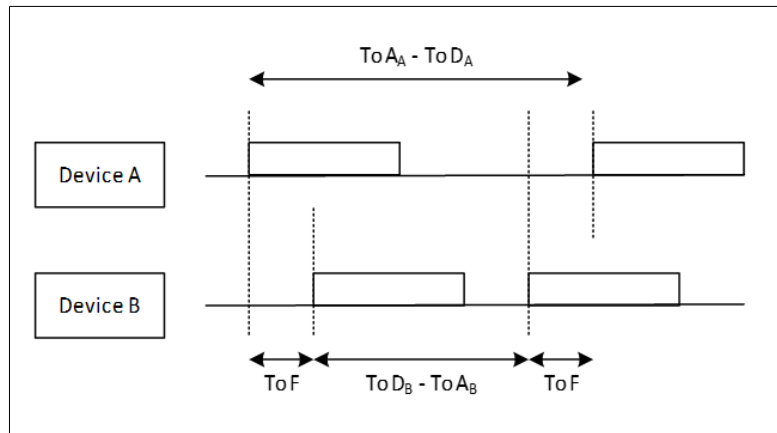 ToA_A - ToD_A
Device A
Device B
ToF
ToD_B - ToA_B
ToF